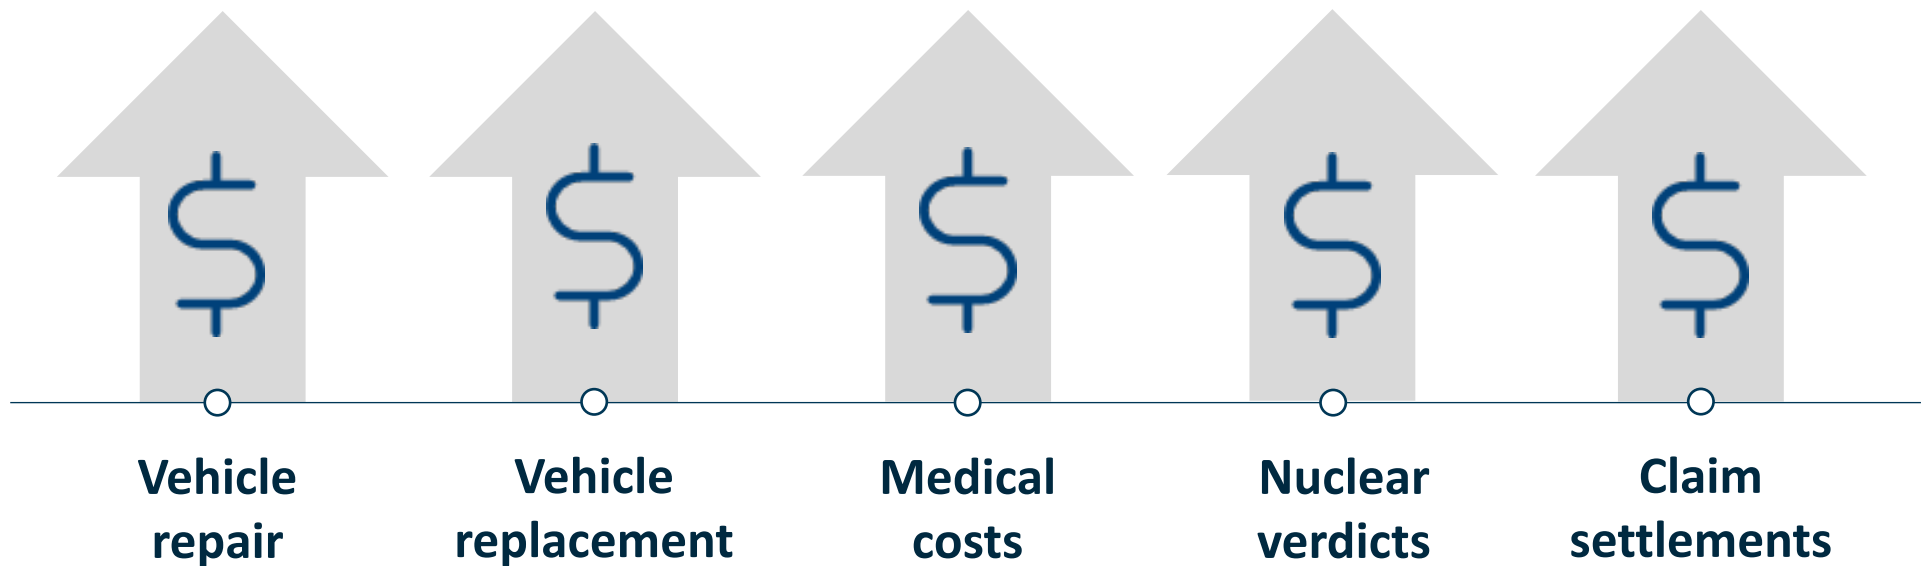 $ $ $ $ $
Vehicle repair
Vehicle replacement
Medical costs
Nuclear verdicts
Claim settlements